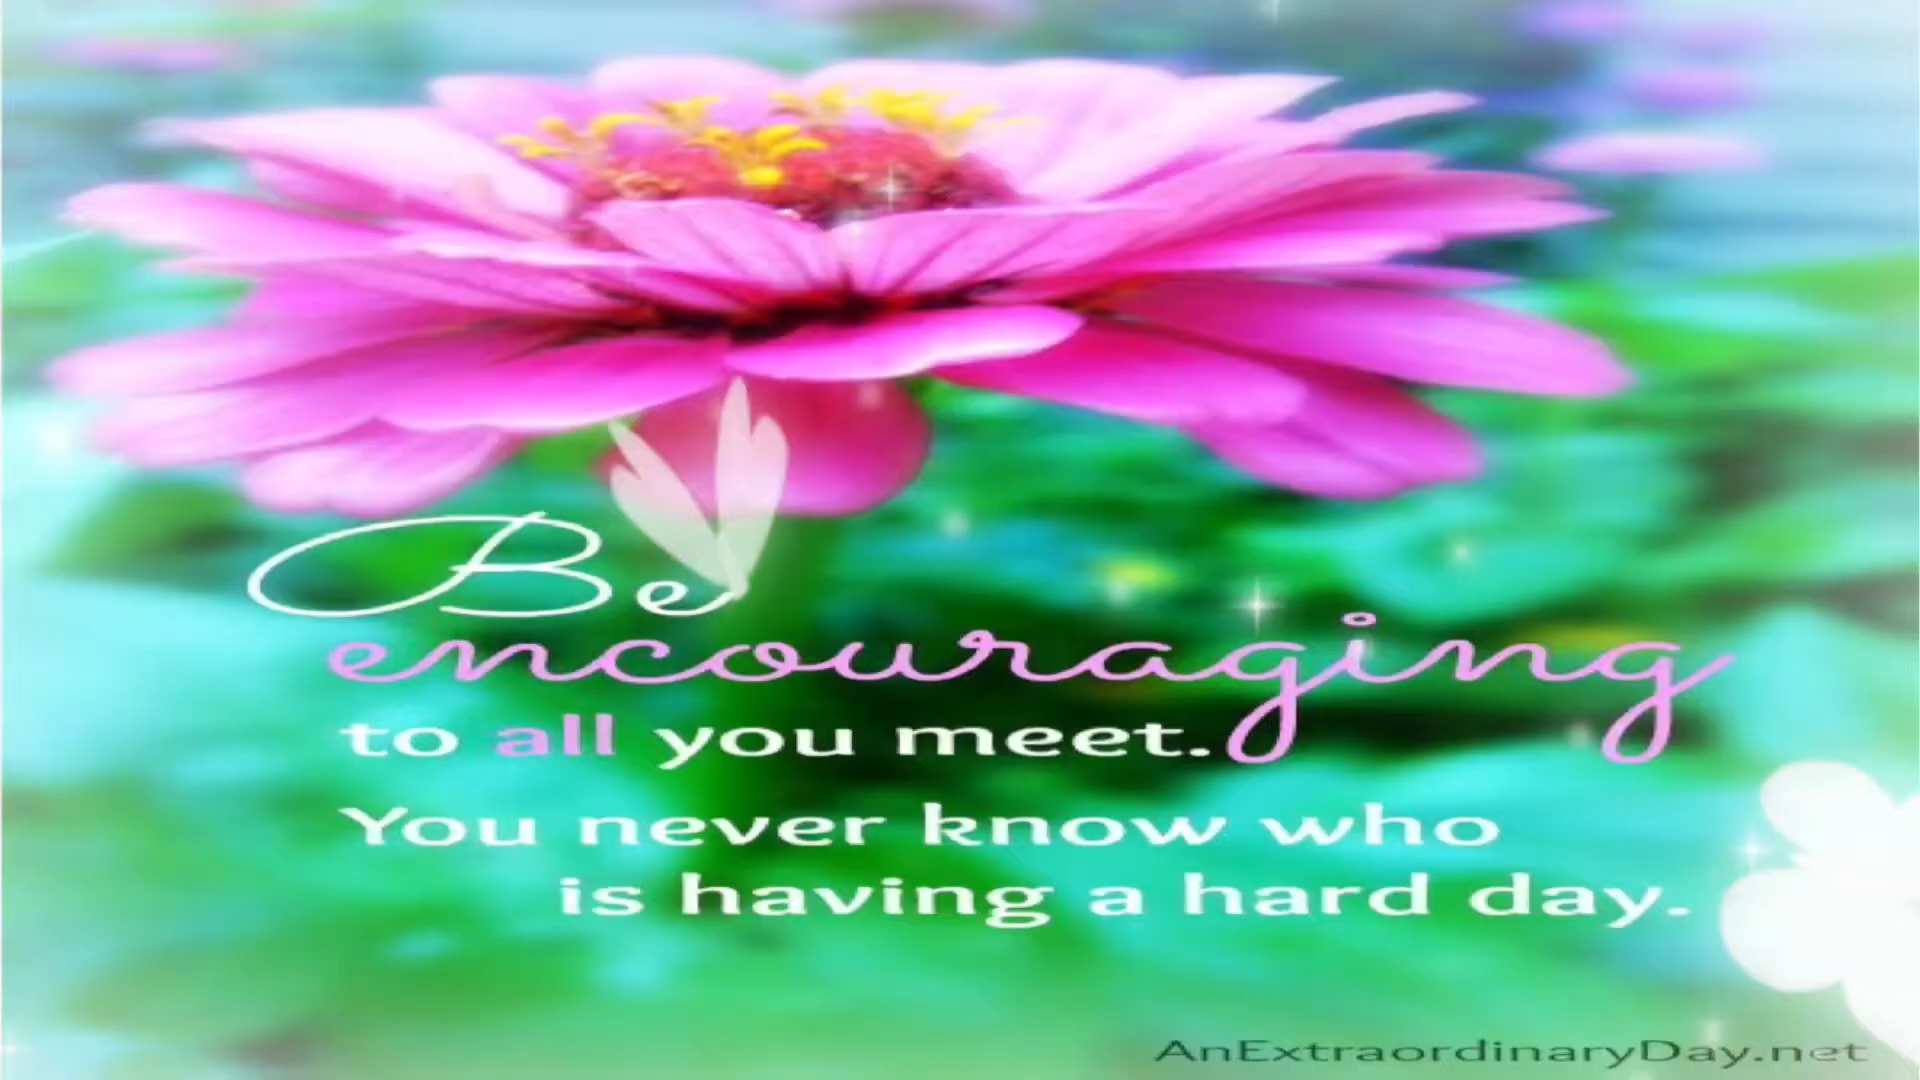 Be
encouraging
to all you meet.
You never know who
is having a hard day.
AnExtraordinaryDay.net